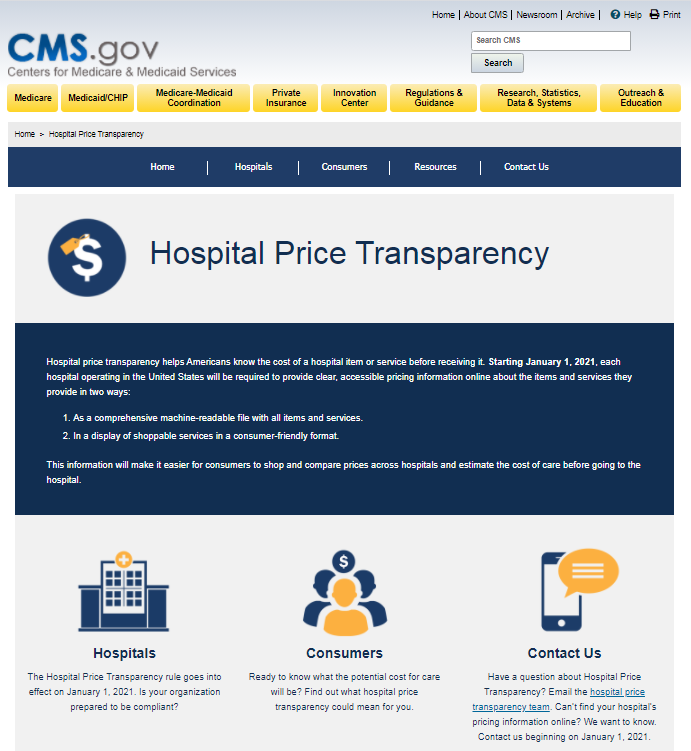 Home | About CMS | Newsroom | Archive | Help Print
CMS.gov
Centers for Medicare & Medicaid Services
Search CMS
Search
Medicare
Medicaid/CHIP
Medicare-Medicaid
Coordination
Private
Insurance
Innovation
Center
Regulations &
Guidance
Research, Statistics,
Data & Systems
Outreach &
Education
Home > Hospital Price Transparency
Home | Hospitals | Consumers | Resources | Contact Us
$
Hospital Price Transparency
Hospital price transparency helps Americans know the cost of a hospital item or service before receiving it. Starting January 1, 2021, each
hospital operating in the United States will be required to provide clear, accessible pricing information online about the items and services they
provide in two ways:
1. As a comprehensive machine-readable file with all items and services.
2. In a display of shoppable services in a consumer-friendly format.
This information will make it easier for consumers to shop and compare prices across hospitals and estimate the cost of care before going to the
hospital.
Hospitals
The Hospital Price Transparency rule goes into
effect on January 1, 2021. Is your organization
prepared to be compliant?
$
Consumers
Ready to know what the potential cost for care
will be? Find out what hospital price
transparency could mean for you.
Contact Us
Have a question about Hospital Price
Transparency? Email the hospital price
transparency team. Can't find your hospital's
pricing information online? We want to know.
Contact us beginning on January 1, 2021.